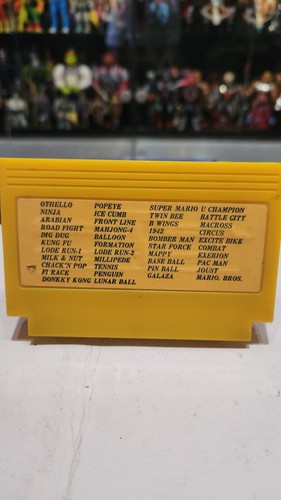 OTHELLO
NINJA
ARABIAN
ROAD FIGHT
DIG DUG
KUNG FU
LODE RUN-1
MILK & NUT
CHACK'N POP
FI RACE
DONKKY KONG
POPEYE
ICE CUMB
FRONT LINE
MAHJONG-4
BALLOON
FORMATION
LODE RUN-2
MILLIPEDE
TENNIS
PENGUIN
LUNAR BALL
SUPER MARIO
TWIN BEE
B WINGS
1942
BOMBER MAN
STAR FORCE
MAPPY
BASE BALL
PIN BALL
GALAZA
U CHAMPION
BATTLE CITY
MACROSS
CIRCUS
EXCITE BIKE
COMBAT
EXERION
PAC MAN
JOUST
MARIO. BROS.